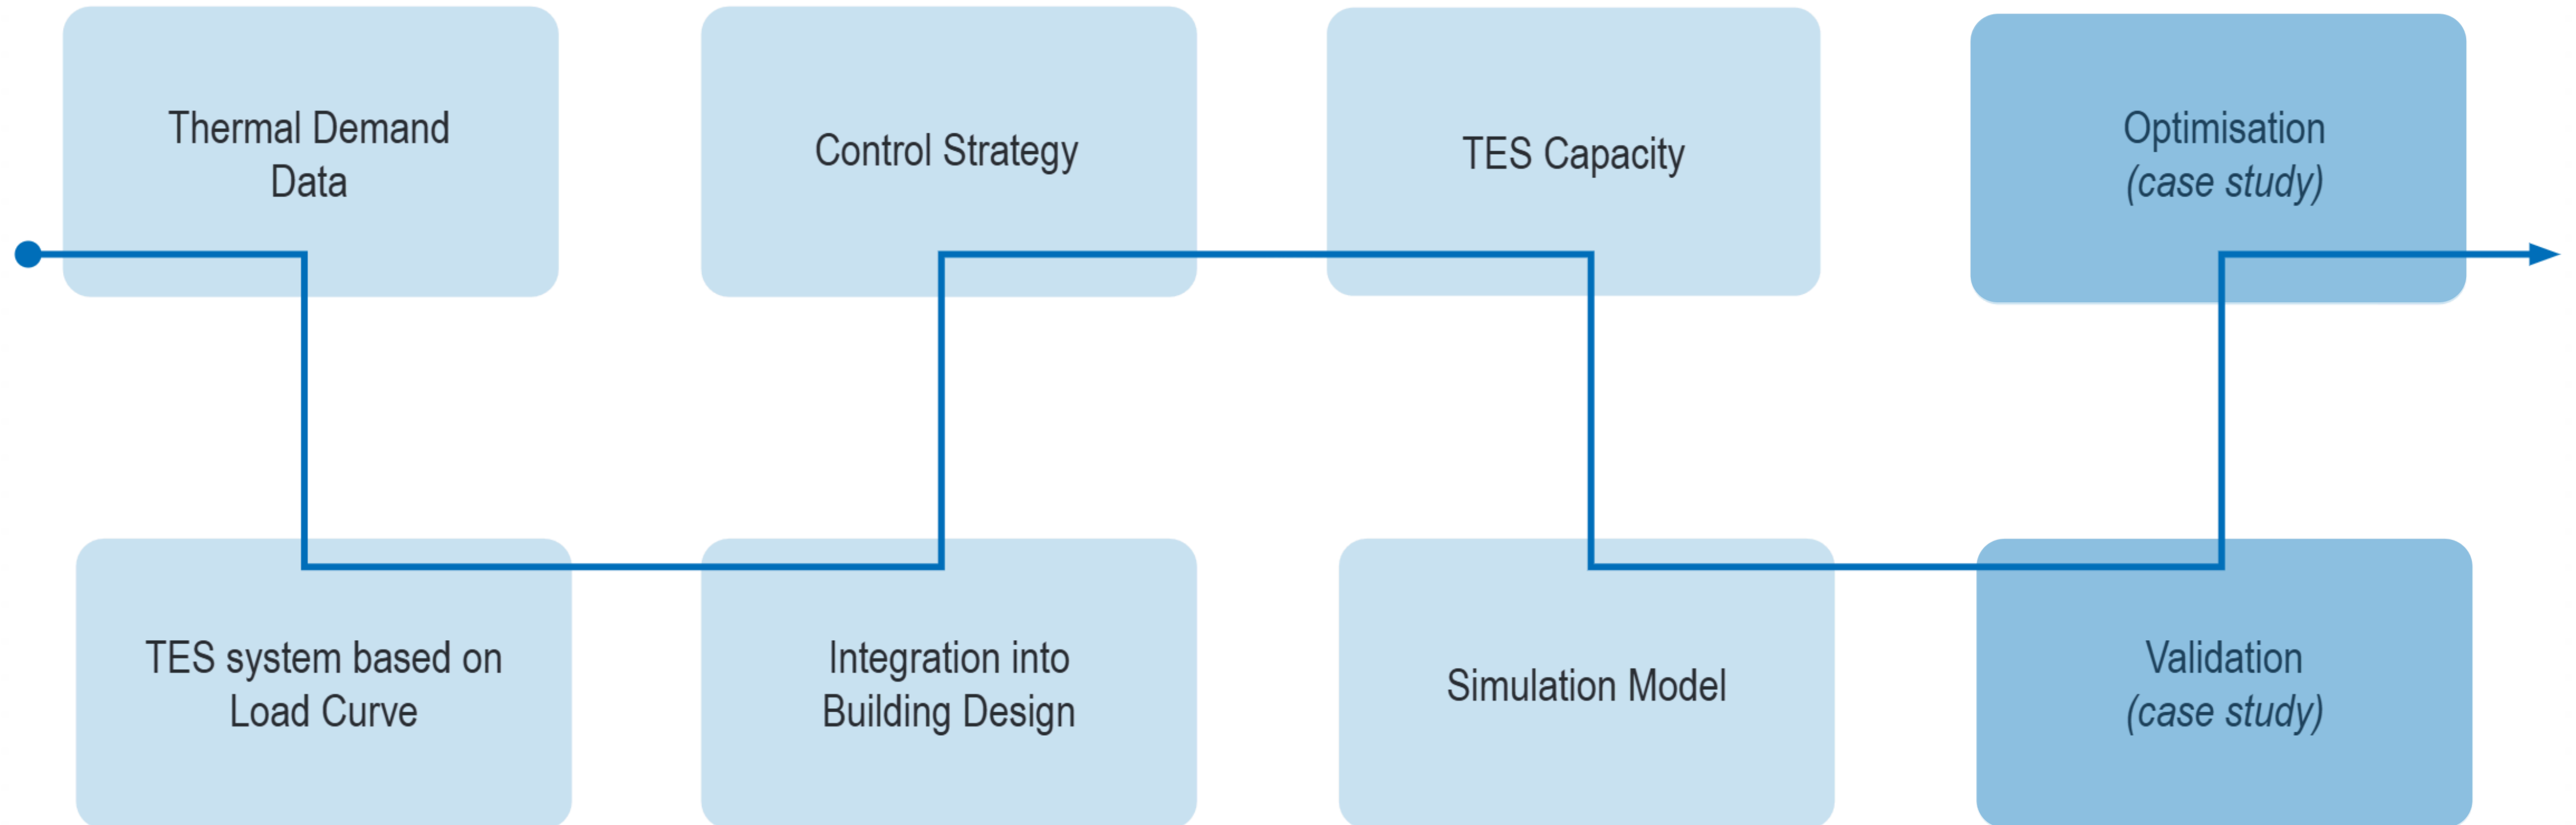 Thermal Demand
Data
Control Strategy
TES Capacity
Optimisation
(case study)
TES system based on
Load Curve
Integration into
Building Design
Simulation Model
Validation
(case study)